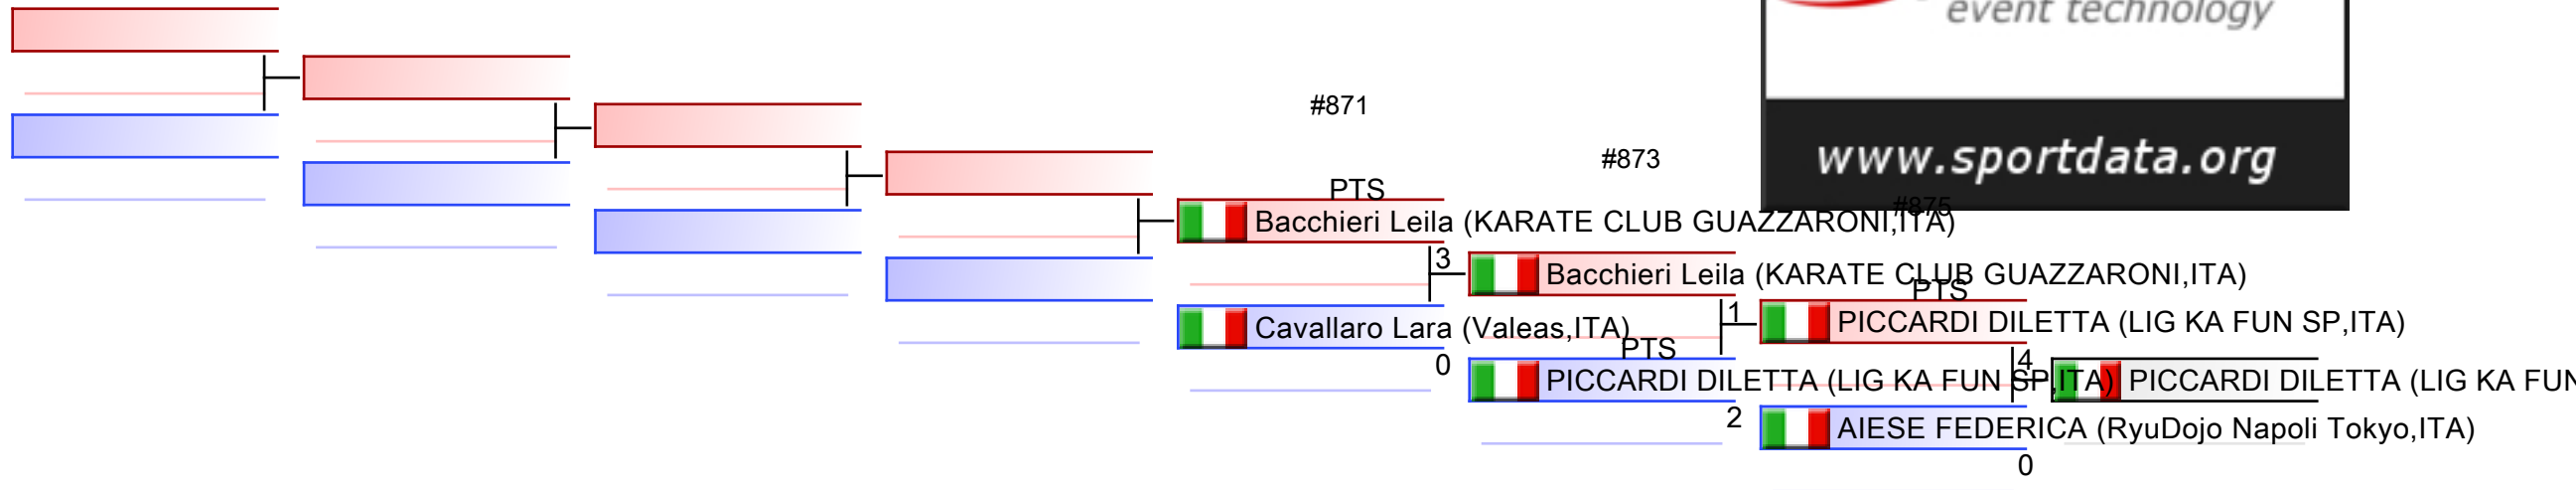 event technology
#871
#873
www.sportdata.org
PTS
#875
Bacchieri Leila (KARATE CLUB GUAZZARONI,ITA)
3
Bacchieri Leila (KARATE CLUB GUAZZARONI,ITA)
PTS
1
PICCARDI DILETTA (LIG KA FUN SP,ITA)
Cavallaro Lara (Valeas,ITA)
PTS
0
4
PICCARDI DILETTA (LIG KA FUN SP,ITA)
PICCARDI DILETTA (LIG KA FUN
2
AIESE FEDERICA (RyuDojo Napoli Tokyo,ITA)
0